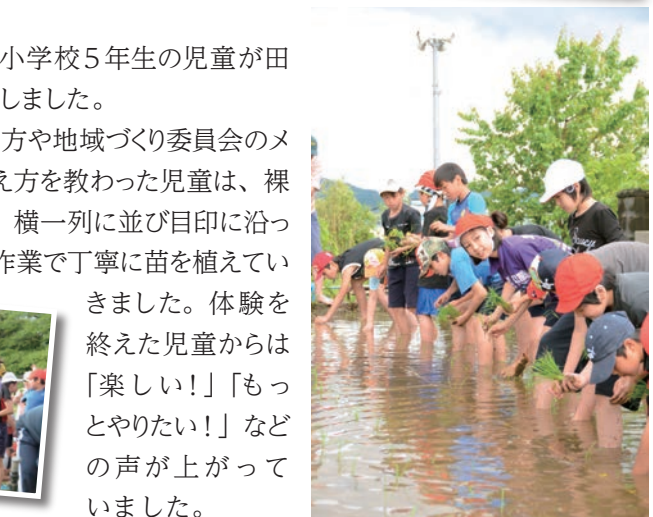 小学校５年生の児童が田
しました。
方や地域づくり委員会のメ
え方を教わった児童は、裸
横一列に並び目印に沿っ
作業で丁寧に苗を植えてい
きました。体験を
終えた児童からは
「楽しい！」「もっ
とやりたい！」など
の声が上がって
いました。